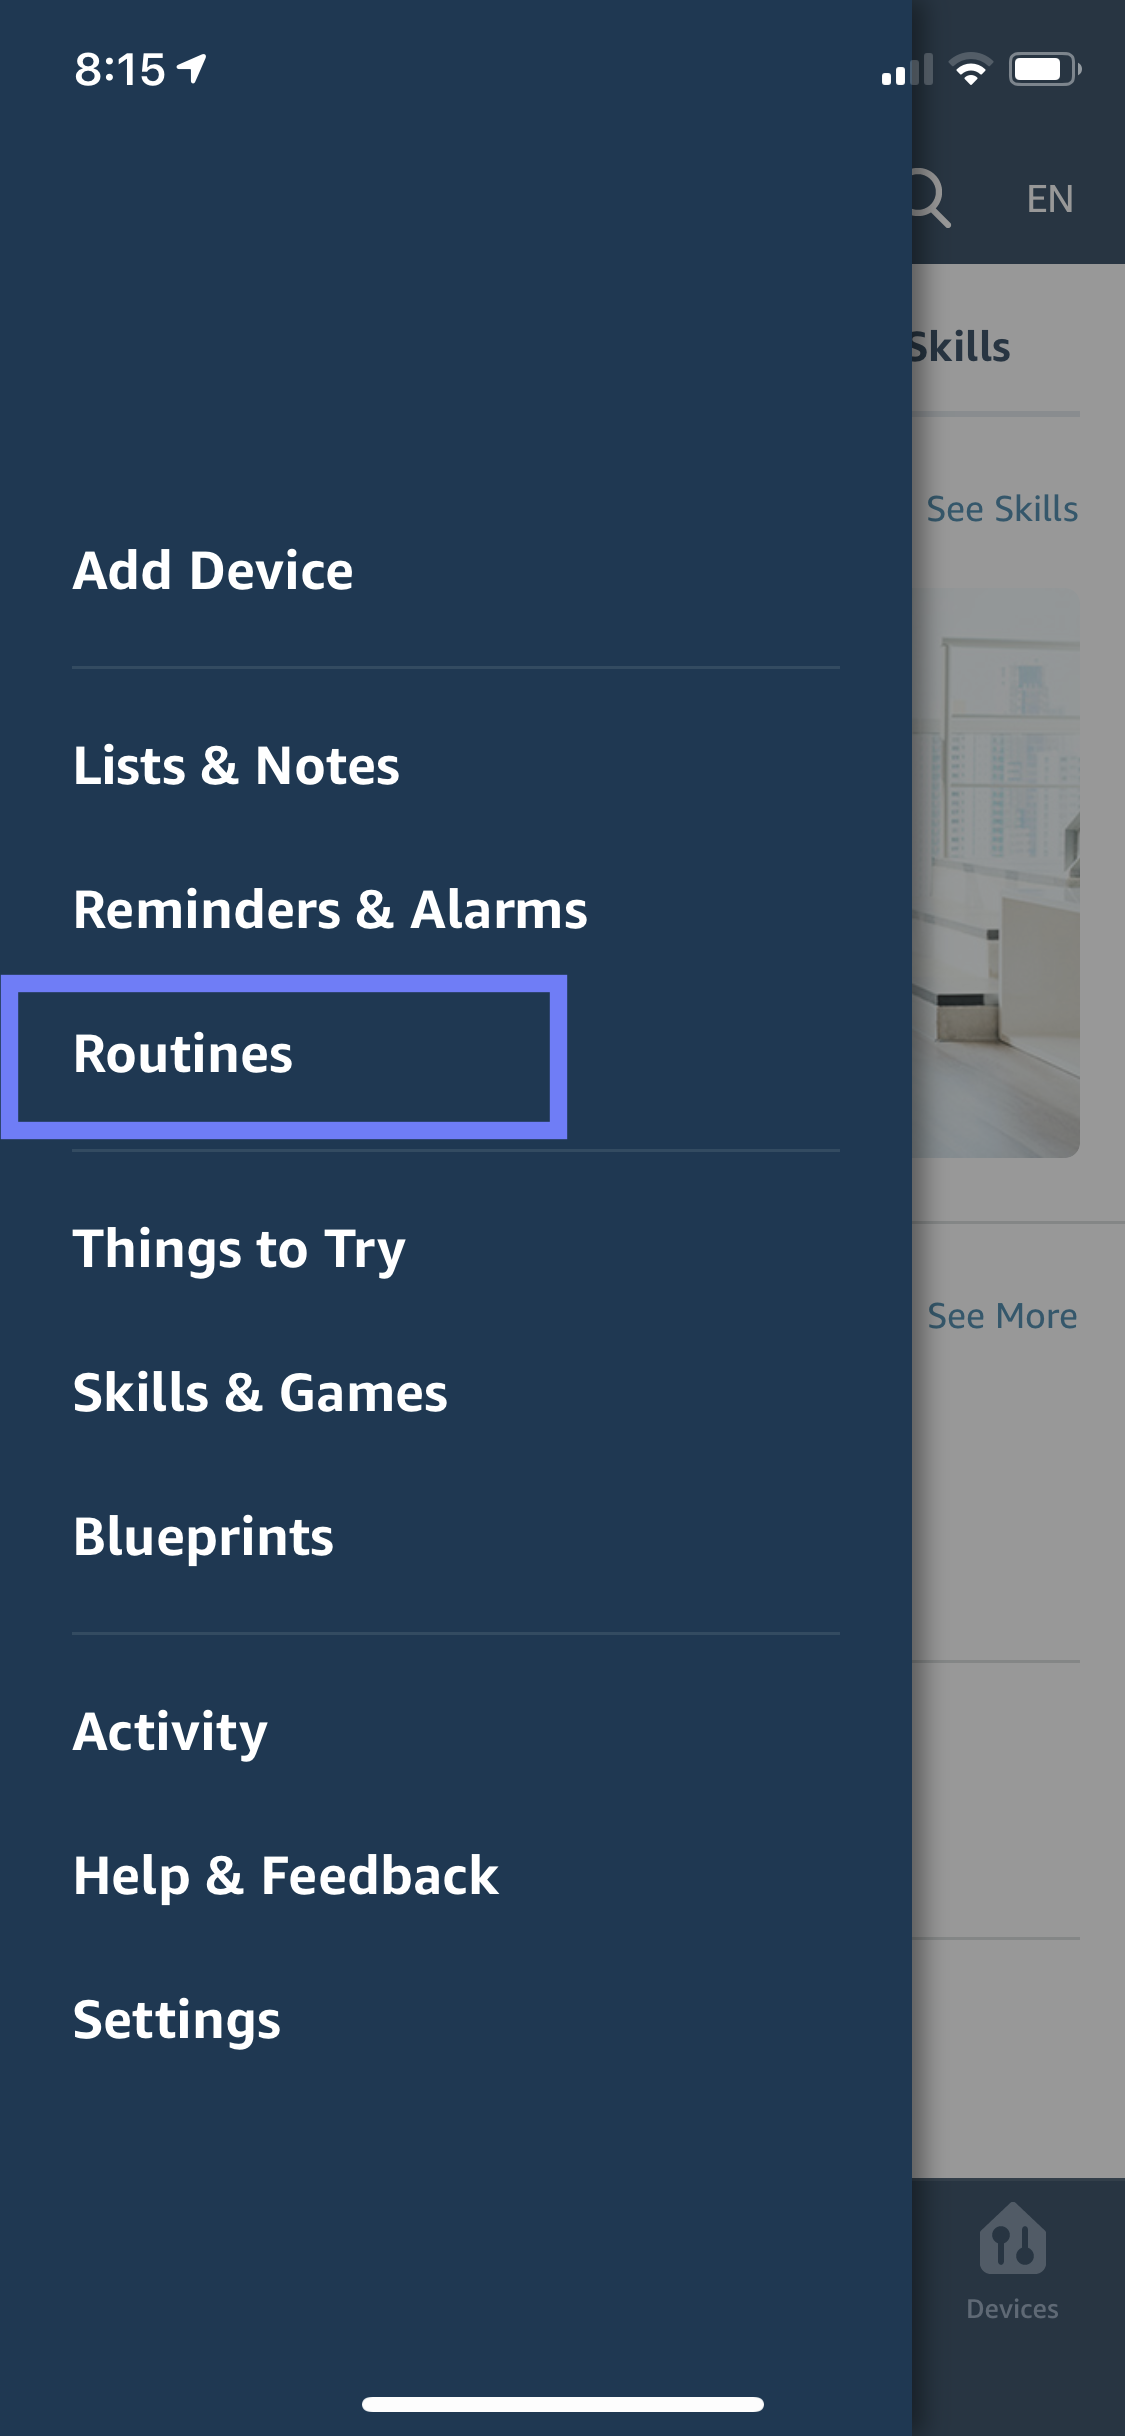 8:15
EN
Skills
See Skills
Add Device
Lists & Notes
Reminders & Alarms
Routines
Things to Try
See More
Skills & Games
Blueprints
Activity
Help & Feedback
Settings
Devices